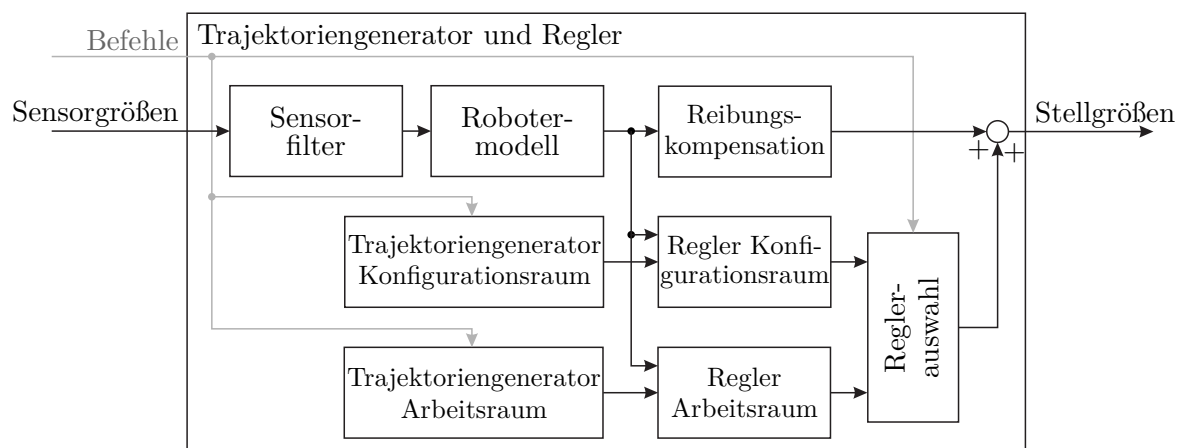 Befehle
Trajektoriengenerator und Regler
Sensorgrößen
Sensor-
filter
Roboter-
modell
Reibungs-
kompensation
Stellgrößen
+
+
Trajektoriengenerator
Konfigurationsraum
Regler Konfi-
gurationsraum
Regler-
auswahl
Trajektoriengenerator
Arbeitsraum
Regler
Arbeitsraum